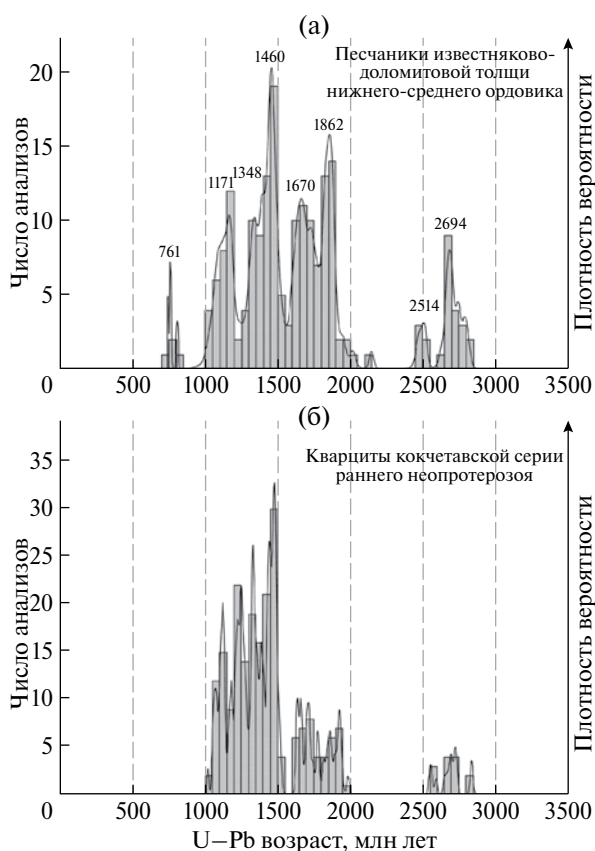 (а)
Песчаники известняково-
доломитовой толщи
нижнего-среднего ордовика
Число анализов
Плотность вероятности
20
15
10
5
0
1460
1862
1171
1348
1670
761
2694
2514
500
1000
1500
2000
2500
3000
3500
(б)
Кварциты кокчетавской серии
раннего неопротерозоя
Число анализов
Плотность вероятности
35
30
25
20
15
10
5
0
500
1000
1500
2000
2500
3000
3500
U–Pb возраст, млн лет